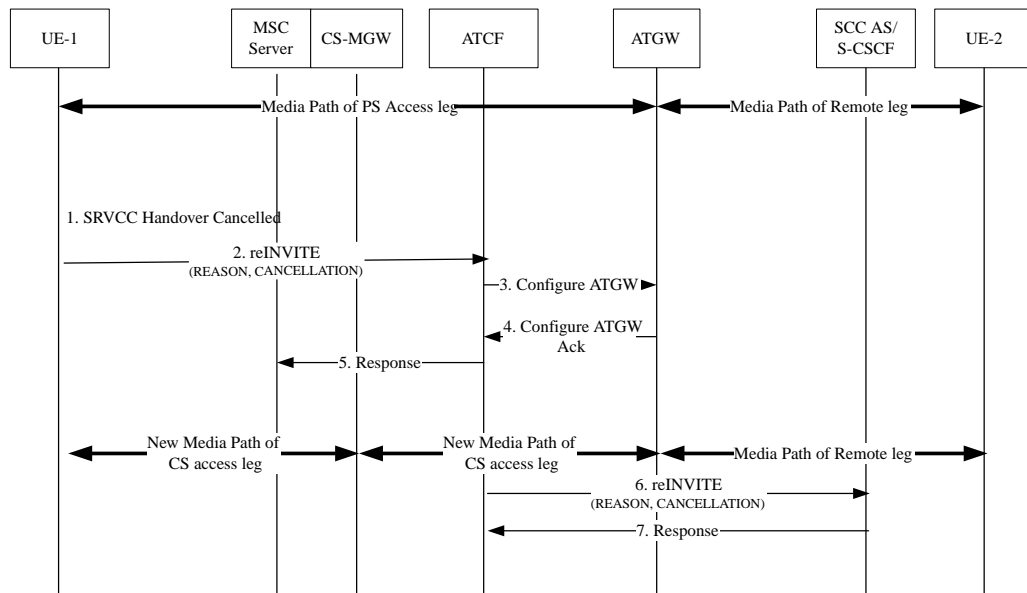 UE-1
MSC
Server
CS-MGW
ATCF
ATGW
SCC AS/
S-CSCF
UE-2
Media Path of PS Access leg
Media Path of Remote leg
1. SRVCC Handover Cancelled
2. reINVITE
(REASON, CANCELLATION)
3. Configure ATGW
4. Configure ATGW
Ack
5. Response
New Media Path of
CS access leg
New Media Path of
CS access leg
Media Path of Remote leg
6. reINVITE
(REASON, CANCELLATION)
7. Response